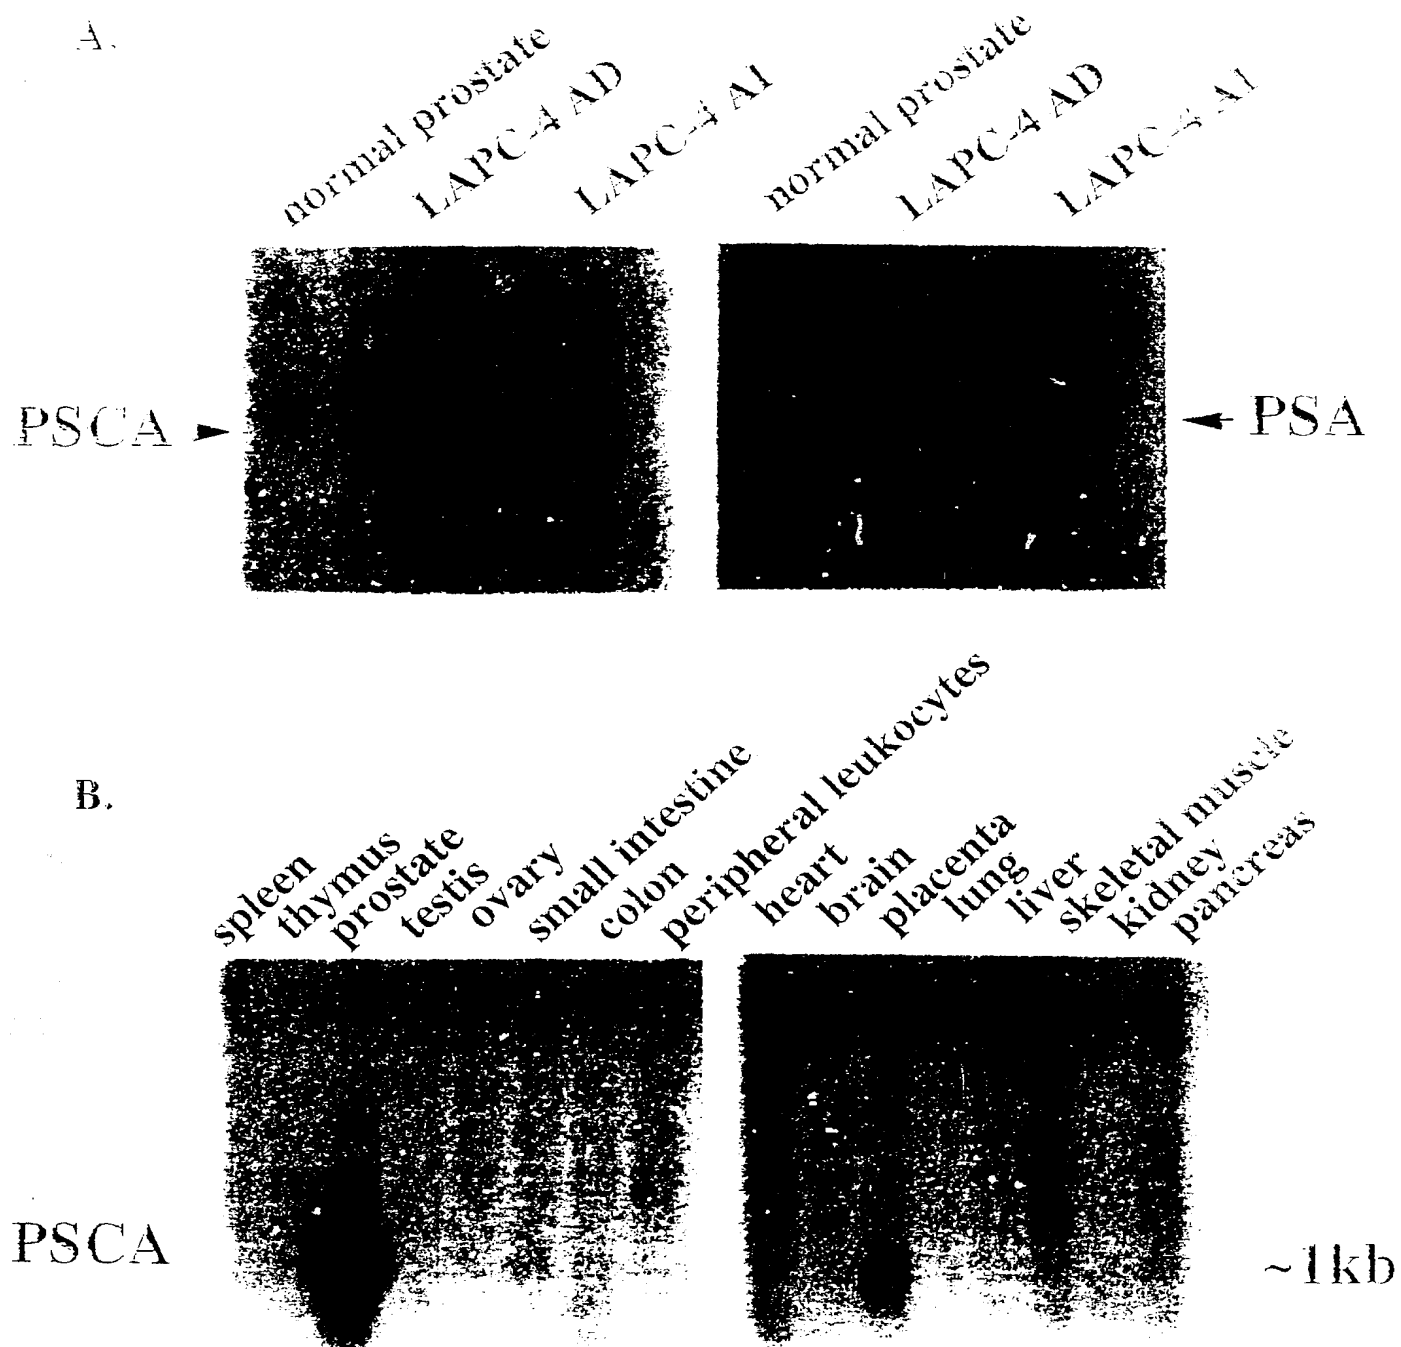 A.
normal prostate
LAPC-4 AD
LAPC-4 AI
normal prostate
LAPC-4 AD
LAPC-4 AI
PSCA
PSA
B.
spleen
thymus
prostate
testis
ovary
small intestine
colon
peripheral leukocytes
heart
brain
placenta
lung
liver
skeletal muscle
kidney
pancreas
PSCA
~1kb